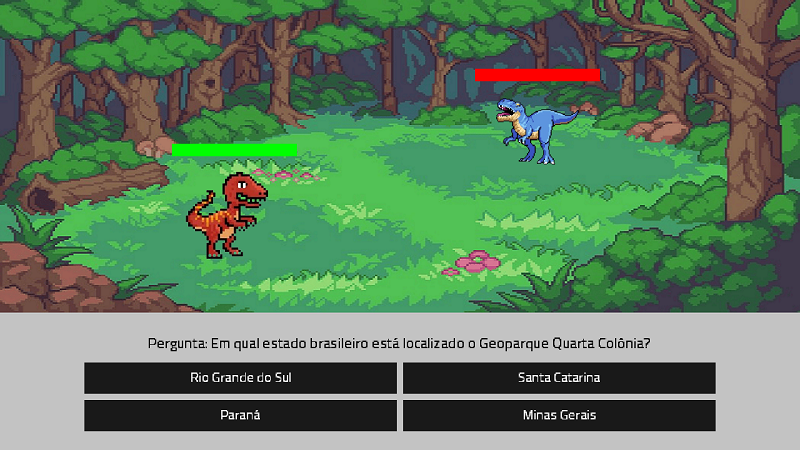 Pergunta: Em qual estado brasileiro está localizado o Geoparque Quarta Colônia?
Rio Grande do Sul
Santa Catarina
Paraná
Minas Gerais